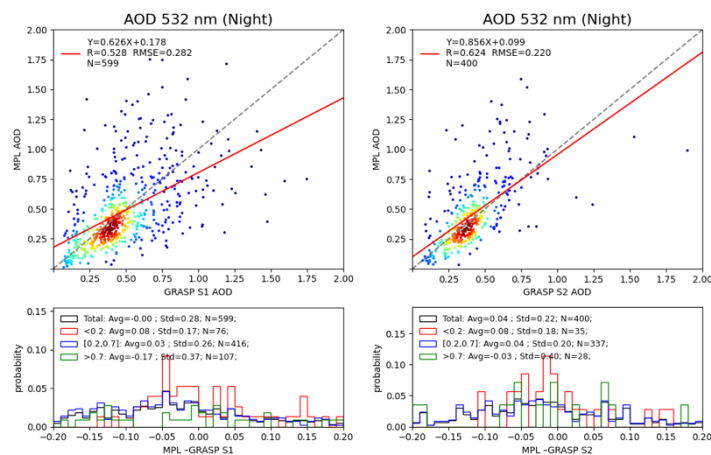 AOD 532 nm (Night)
Y=0.626X+0.178
R=0.528 RMSE=0.282
N=599
2.00
1.75
1.50
1.25
1.00
0.75
0.50
0.25
MPL AOD
0.25 0.50 0.75 1.00 1.25 1.50 1.75 2.00
GRASP S1 AOD
AOD 532 nm (Night)
Y=0.856X+0.099
R=0.624 RMSE=0.220
N=400
2.00
1.75
1.50
1.25
1.00
0.75
0.50
0.25
MPL AOD
0.25 0.50 0.75 1.00 1.25 1.50 1.75 2.00
GRASP S2 AOD
Total: Avg=-0.00 ; Std=0.28; N=599;
<0.2: Avg=0.08 ; Std=0.17; N=76;
[0.2,0.7]: Avg=0.03 ; Std=0.26; N=416;
>0.7: Avg=-0.17 ; Std=0.37; N=107;
0.15
0.10
0.05
0.00
probability
−0.20 −0.15 −0.10 −0.05 0.00 0.05 0.10 0.15 0.20
MPL –GRASP S1
Total: Avg=0.04 ; Std=0.22; N=400;
<0.2: Avg=0.08 ; Std=0.18; N=35;
[0.2,0.7]: Avg=0.04 ; Std=0.20; N=337;
>0.7: Avg=-0.03 ; Std=0.40; N=28;
0.15
0.10
0.05
0.00
probability
−0.20 −0.15 −0.10 −0.05 0.00 0.05 0.10 0.15 0.20
MPL –GRASP S2